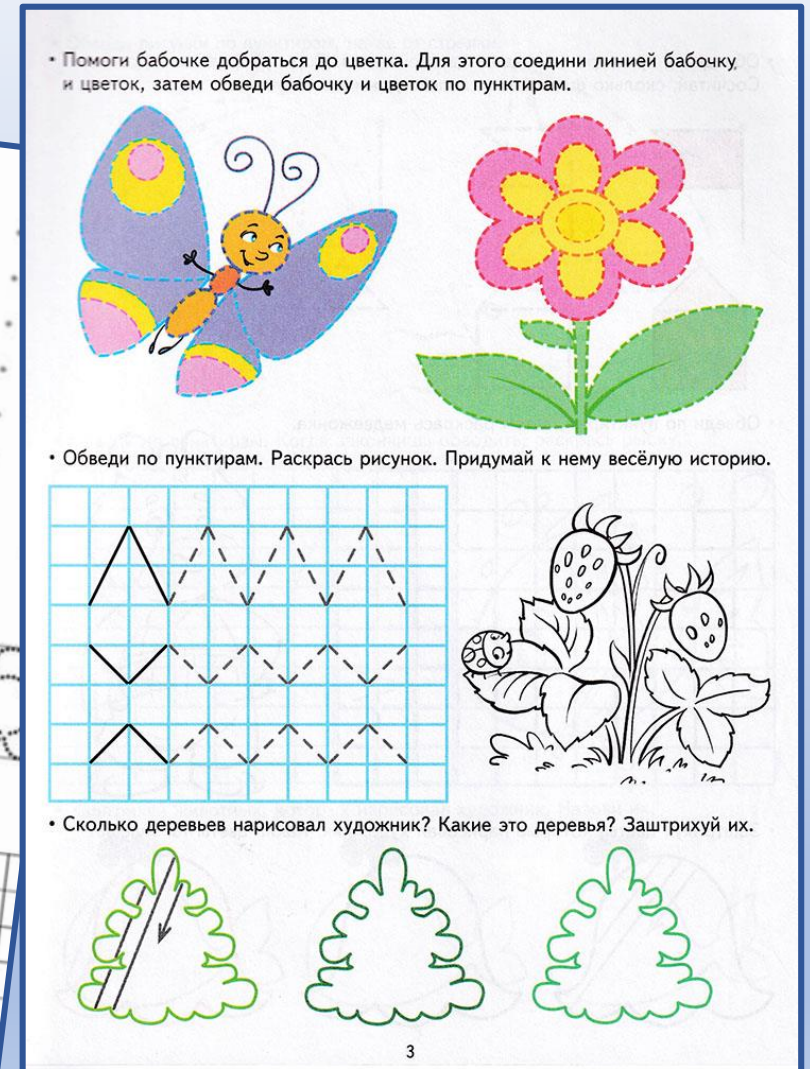 • Помоги бабочке добраться до цветка. Для этого соедини линией бабочку
и цветок, затем обведи бабочку и цветок по пунктирам.
• Обведи по пунктирам. Раскрась рисунок. Придумай к нему весёлую историю.
• Сколько деревьев нарисовал художник? Какие это деревья? Заштрихуй их.
3